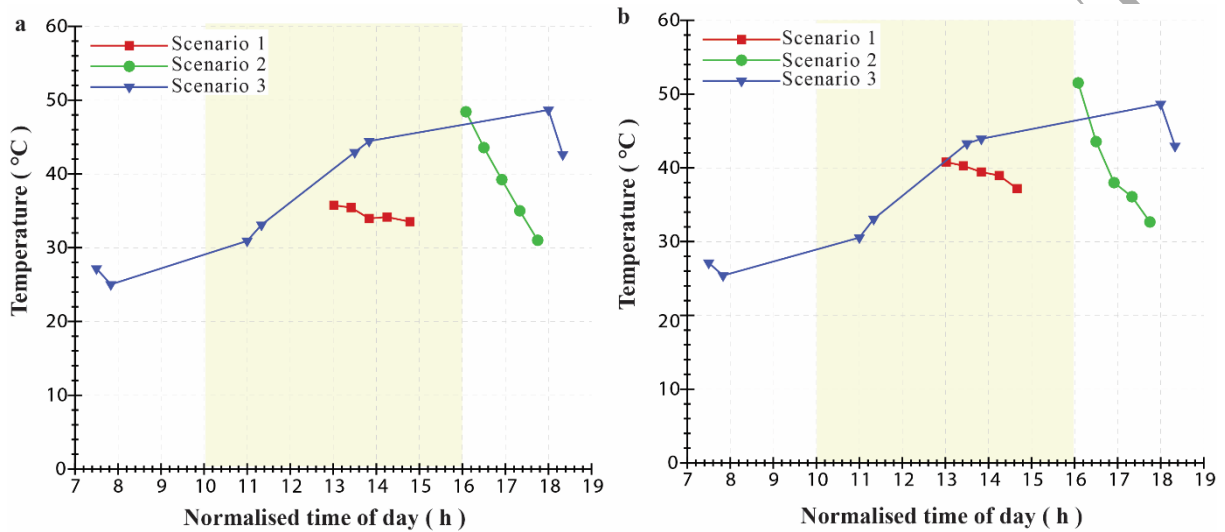 a
60
50
40
30
20
10
0
Temperature ( °C )
Scenario 1
Scenario 2
Scenario 3
7 8 9 10 11 12 13 14 15 16 17 18 19
Normalised time of day ( h )
b
60
50
40
30
20
10
0
Temperature ( °C )
Scenario 1
Scenario 2
Scenario 3
7 8 9 10 11 12 13 14 15 16 17 18 19
Normalised time of day ( h )